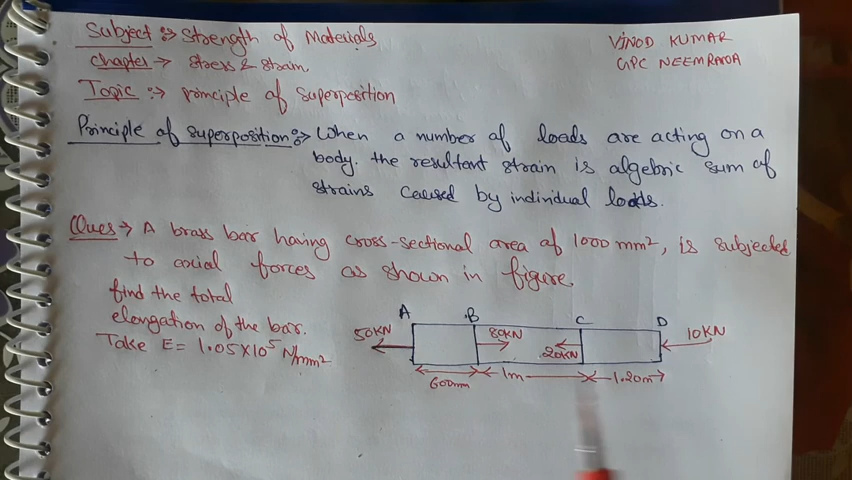 Subject :→ Strength of Materials
VINOD KUMAR
Chapter → Stress & Strain
GPC NEEMRANA
Topic :→ Principle of Superposition
Principle of Superposition :→ When a number of loads are acting on a
body. the resultant strain is algebric sum of
strains caused by individual loads.
Ques → A brass bar having cross-sectional area of 1000 mm², is subjected
to axial forces as shown in figure.
find the total
elongation of the bar.
Take E = 1.05 X 10⁵ N/mm²
A B C D
50KN 80KN 20KN 10KN
600mm 1m 1.20m